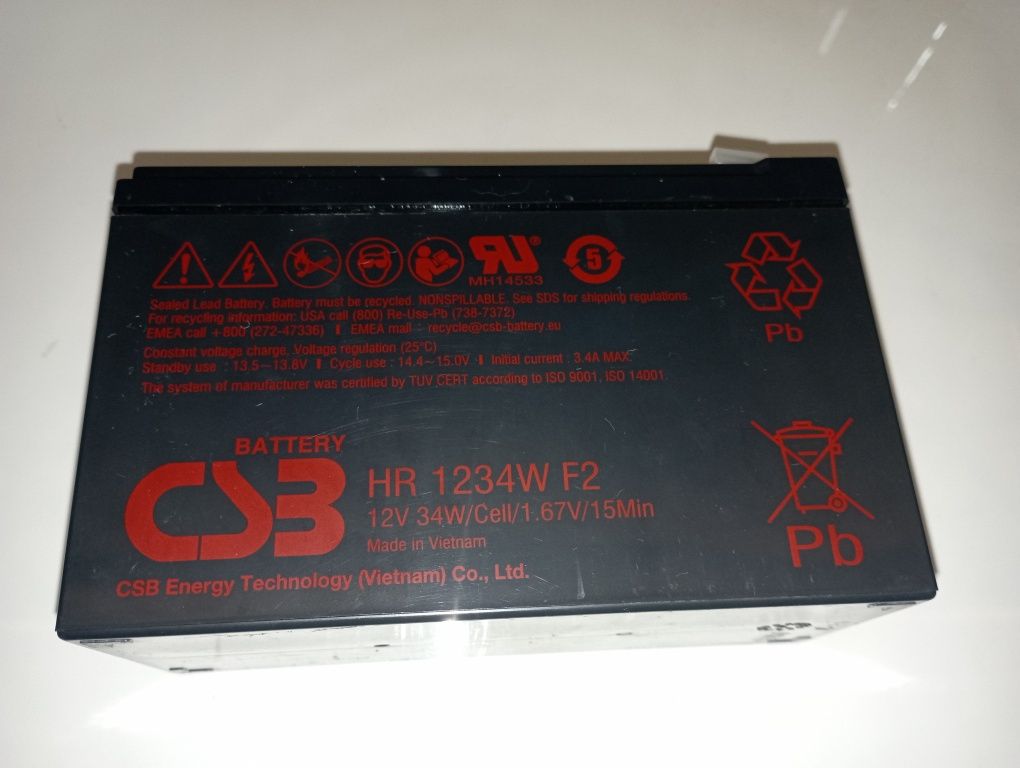 RU®
MH14533
5
Sealed Lead Battery. Battery must be recycled. NONSPILLABLE. See SDS for shipping regulations.
For recycling information: USA call (800) Re-Use-Pb (738-7372)
EMEA call +800 (272-47336) I EMEA mail : recycle@csb-battery.eu
Pb
Constant voltage charge. Voltage regulation (25°C)
Standby use : 13.5~13.8V I Cycle use : 14.4~15.0V I Initial current : 3.4A MAX.
The system of manufacturer was certified by TUV CERT according to ISO 9001, ISO 14001.
BATTERY
CSB
HR 1234W F2
12V 34W/Cell/1.67V/15Min
Made in Vietnam
CSB Energy Technology (Vietnam) Co., Ltd.
Pb